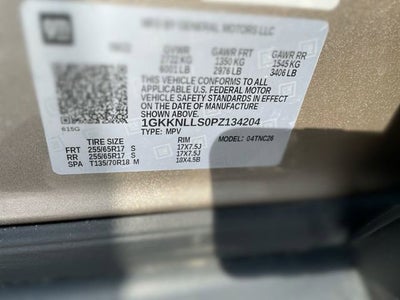 MFD BY GENERAL MOTORS LLC
GVWR GAWR FRT GAWR RR
2722 KG 1350 KG 1545 KG
6001 LB 2976 LB 3406 LB
THIS VEHICLE CONFORMS TO ALL
APPLICABLE U.S. FEDERAL MOTOR
VEHICLE SAFETY STANDARDS IN EFFECT
ON THE DATE OF MANUFACTURE
SHOWN ABOVE.
1GKKNLLS0PZ134204
TYPE: MPV MODEL: 04TNC26
615G
TIRE SIZE RIM
FRT 255/65R17 S 17X7.5J
RR 255/65R17 S 17X7.5J
SPA T135/70R18 M 18X4.5B